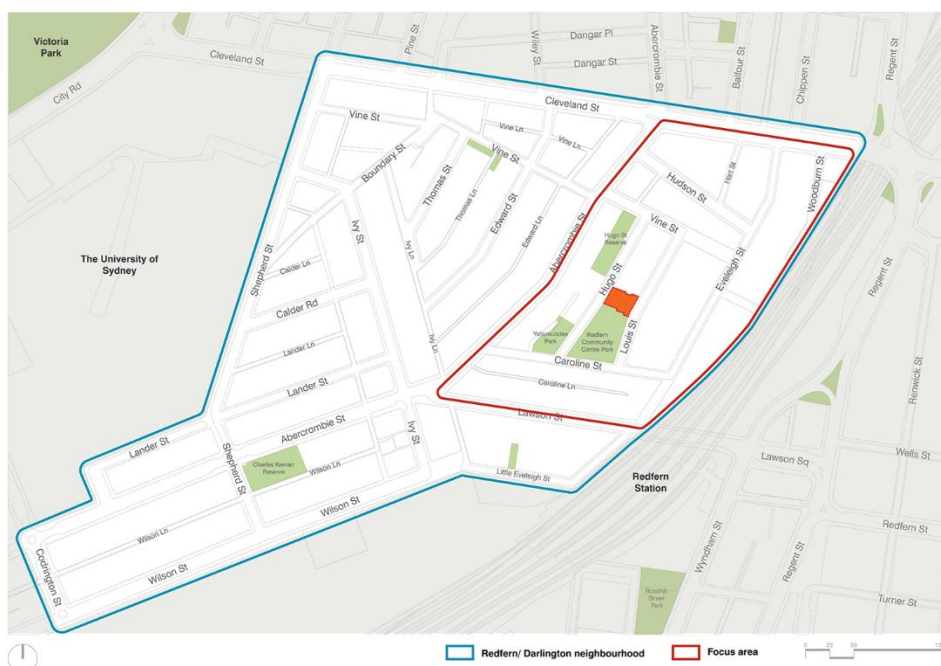 Victoria
Park
City Rd
Cleveland St
Pine St
Wiley St
Dangar Pl
Dangar St
Abercrombie St
Balfour St
Chippen St
Regent St
Cleveland St
Vine St
Boundary St
Thomas St
Thomas Ln
Vine Ln
Vine St
Vine Ln
Edward St
Edward Ln
Abercrombie St
Hudson St
Hart St
Woodburn St
Vine St
Eveleigh St
Hugo St
Reserve
Hugo St
Louis St
Yellomundee
Park
Redfern
Community
Centre Park
Caroline St
Caroline Ln
Lawson St
The University of
Sydney
Shepherd St
Ivy St
Ivy Ln
Calder Ln
Calder Rd
Ivy Ln
Lander Ln
Lander St
Lander St
Abercrombie St
Ivy St
Shepherd St
Charles Kernan
Reserve
Wilson Ln
Wilson St
Wilson Ln
Wilson St
Codrington St
Little Eveleigh St
Redfern
Station
Regent St
Renwick St
Lawson Sq
Wells St
Redfern St
Wyndham St
Regent St
Turner St
Rosehill
Street
Park
Redfern/ Darlington neighbourhood
Focus area
0
25
50